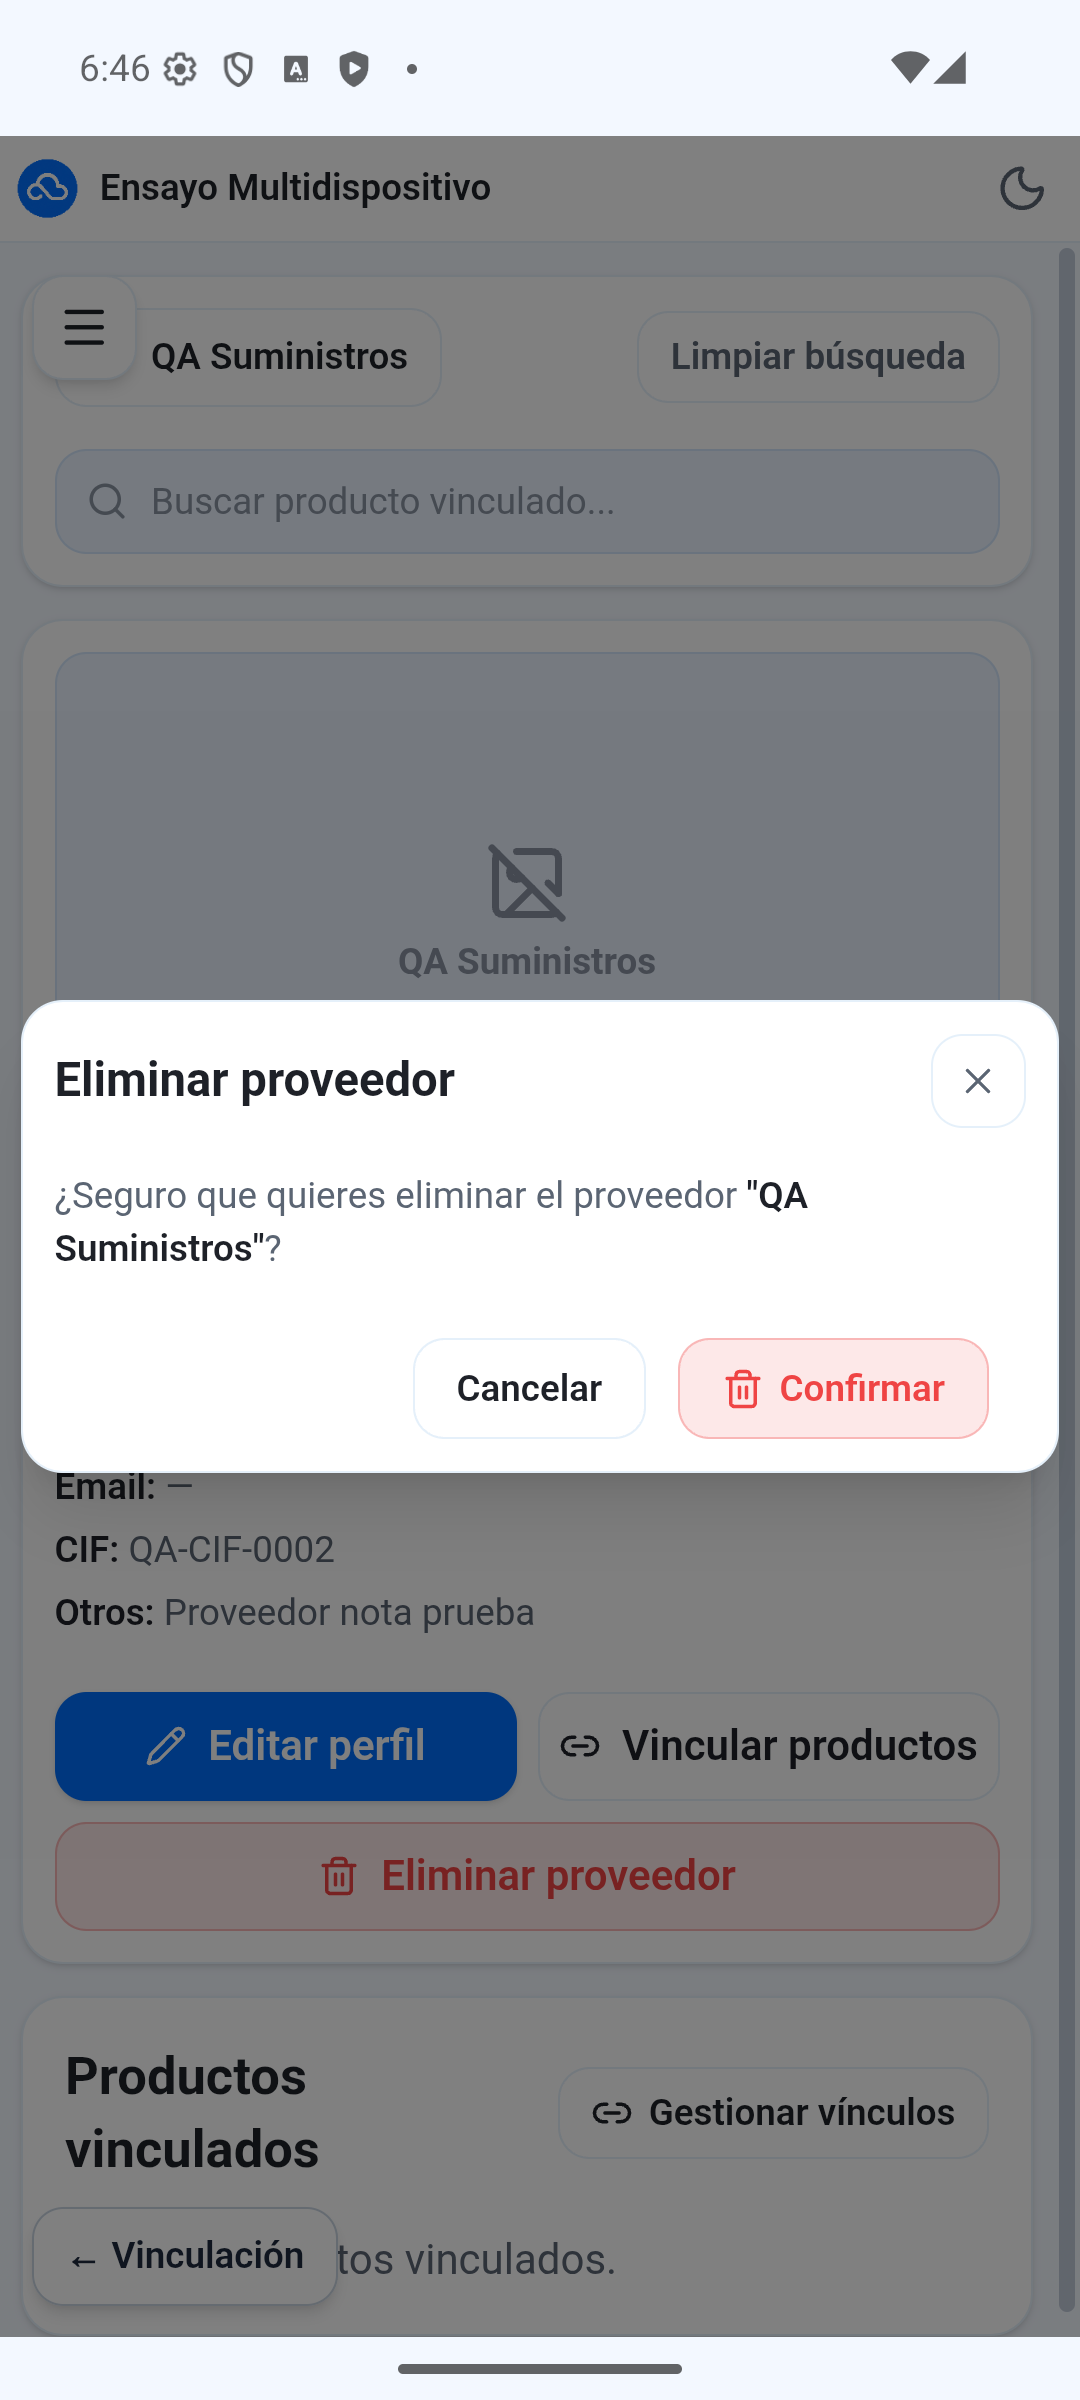 6:46
Ensayo Multidispositivo
QA Suministros
Limpiar búsqueda
Buscar producto vinculado...
QA Suministros
Eliminar proveedor
¿Seguro que quieres eliminar el proveedor "QA
Suministros"?
Cancelar
Confirmar
Email: —
CIF: QA-CIF-0002
Otros: Proveedor nota prueba
Editar perfil
Vincular productos
Eliminar proveedor
Productos
vinculados
Gestionar vínculos
← Vinculación
tos vinculados.